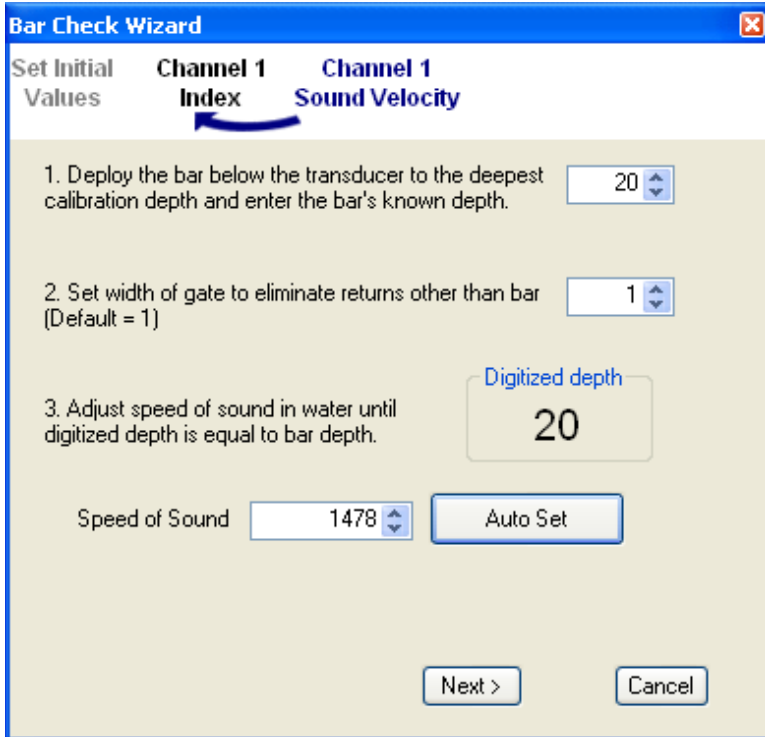 Bar Check Wizard
Set Initial
Values
Channel 1
Index
Channel 1
Sound Velocity
1. Deploy the bar below the transducer to the deepest
calibration depth and enter the bar's known depth.
20
2. Set width of gate to eliminate returns other than bar
(Default = 1)
1
3. Adjust speed of sound in water until
digitized depth is equal to bar depth.
Digitized depth
20
Speed of Sound
1478
Auto Set
Next >
Cancel